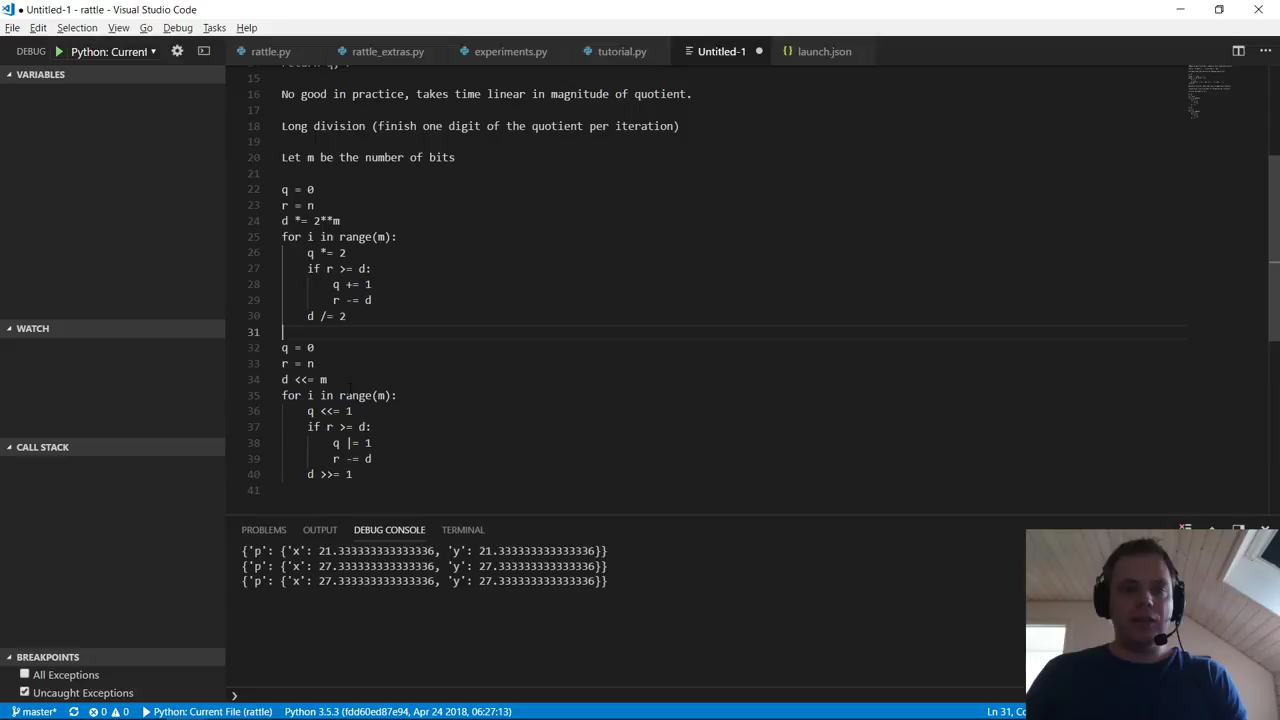 ● Untitled-1 - rattle - Visual Studio Code
File Edit Selection View Go Debug Tasks Help
DEBUG Python: Current rattle.py rattle_extras.py experiments.py tutorial.py Untitled-1 launch.json
VARIABLES
15
16 No good in practice, takes time linear in magnitude of quotient.
17
18 Long division (finish one digit of the quotient per iteration)
19
20 Let m be the number of bits
21
22 q = 0
23 r = n
24 d *= 2**m
25 for i in range(m):
26 q *= 2
27 if r >= d:
28 q += 1
29 r -= d
30 d /= 2
31
32 q = 0
33 r = n
34 d <<= m
35 for i in range(m):
36 q <<= 1
37 if r >= d:
38 q |= 1
39 r -= d
40 d >>= 1
41
WATCH
CALL STACK
PROBLEMS OUTPUT DEBUG CONSOLE TERMINAL
{'p': {'x': 21.333333333333336, 'y': 21.333333333333336}}
{'p': {'x': 27.333333333333336, 'y': 27.333333333333336}}
{'p': {'x': 27.333333333333336, 'y': 27.333333333333336}}
BREAKPOINTS
All Exceptions
Uncaught Exceptions
master* 0 0 Python: Current File (rattle) Python 3.5.3 (fdd60ed87e94, Apr 24 2018, 06:27:13) Ln 31,